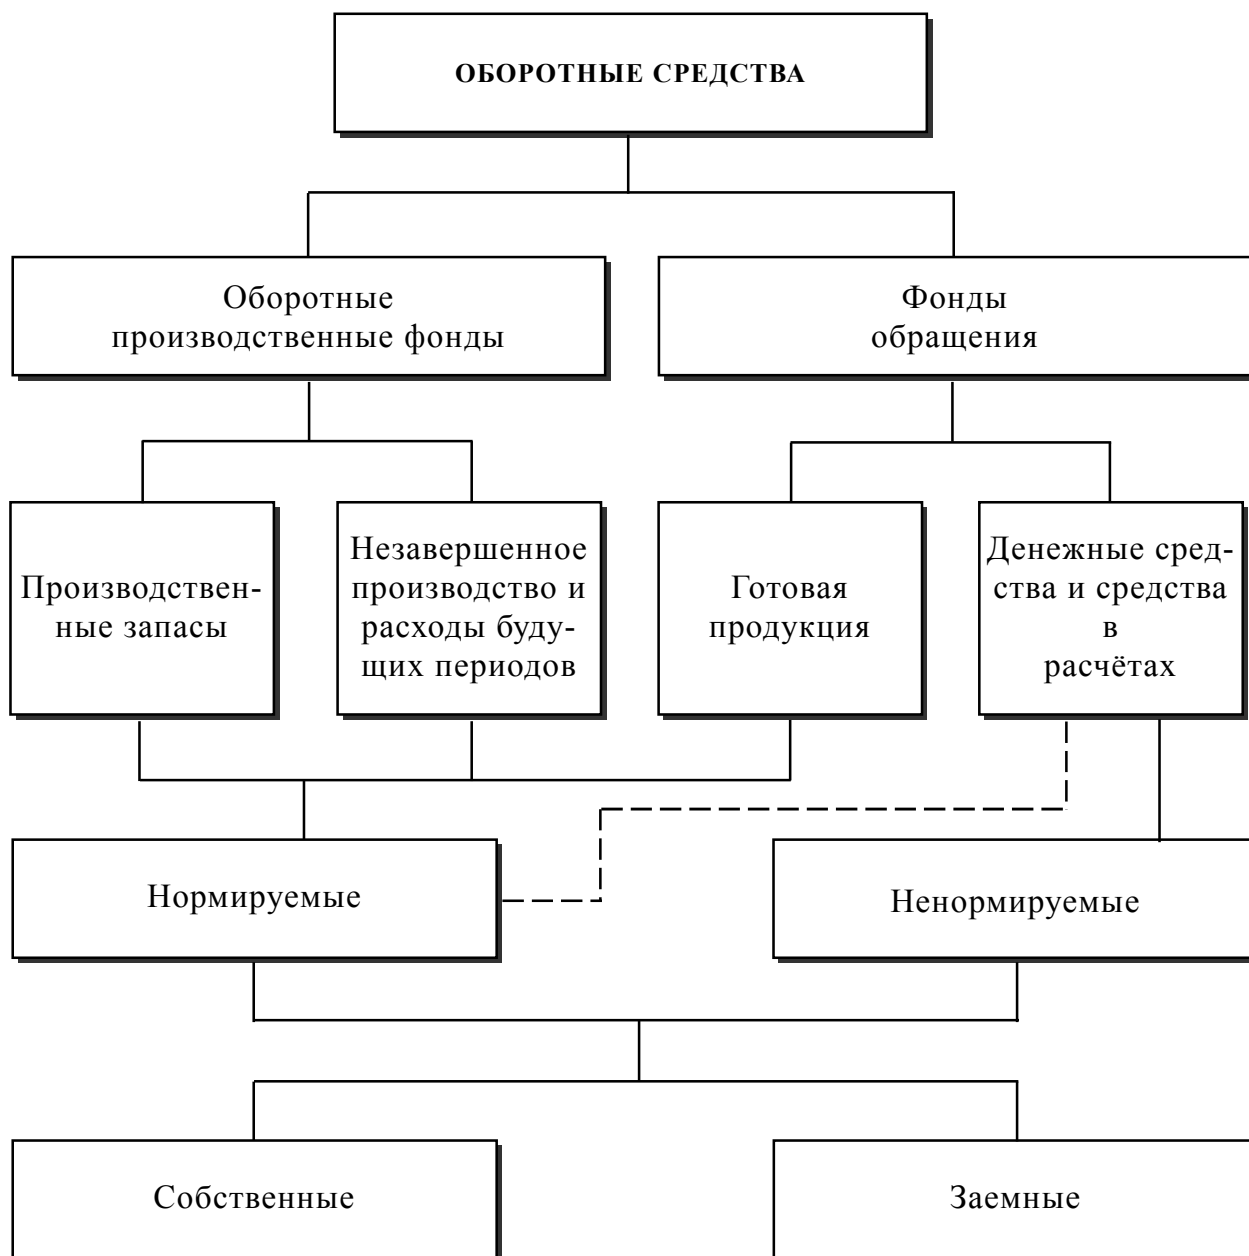 ОБОРОТНЫЕ СРЕДСТВА
Оборотные
производственные фонды
Фонды
обращения
Производствен-
ные запасы
Незавершенное
производство и
расходы буду-
щих периодов
Готовая
продукция
Денежные сред-
ства и средства
в
расчётах
Нормируемые
Ненормируемые
Собственные
Заемные